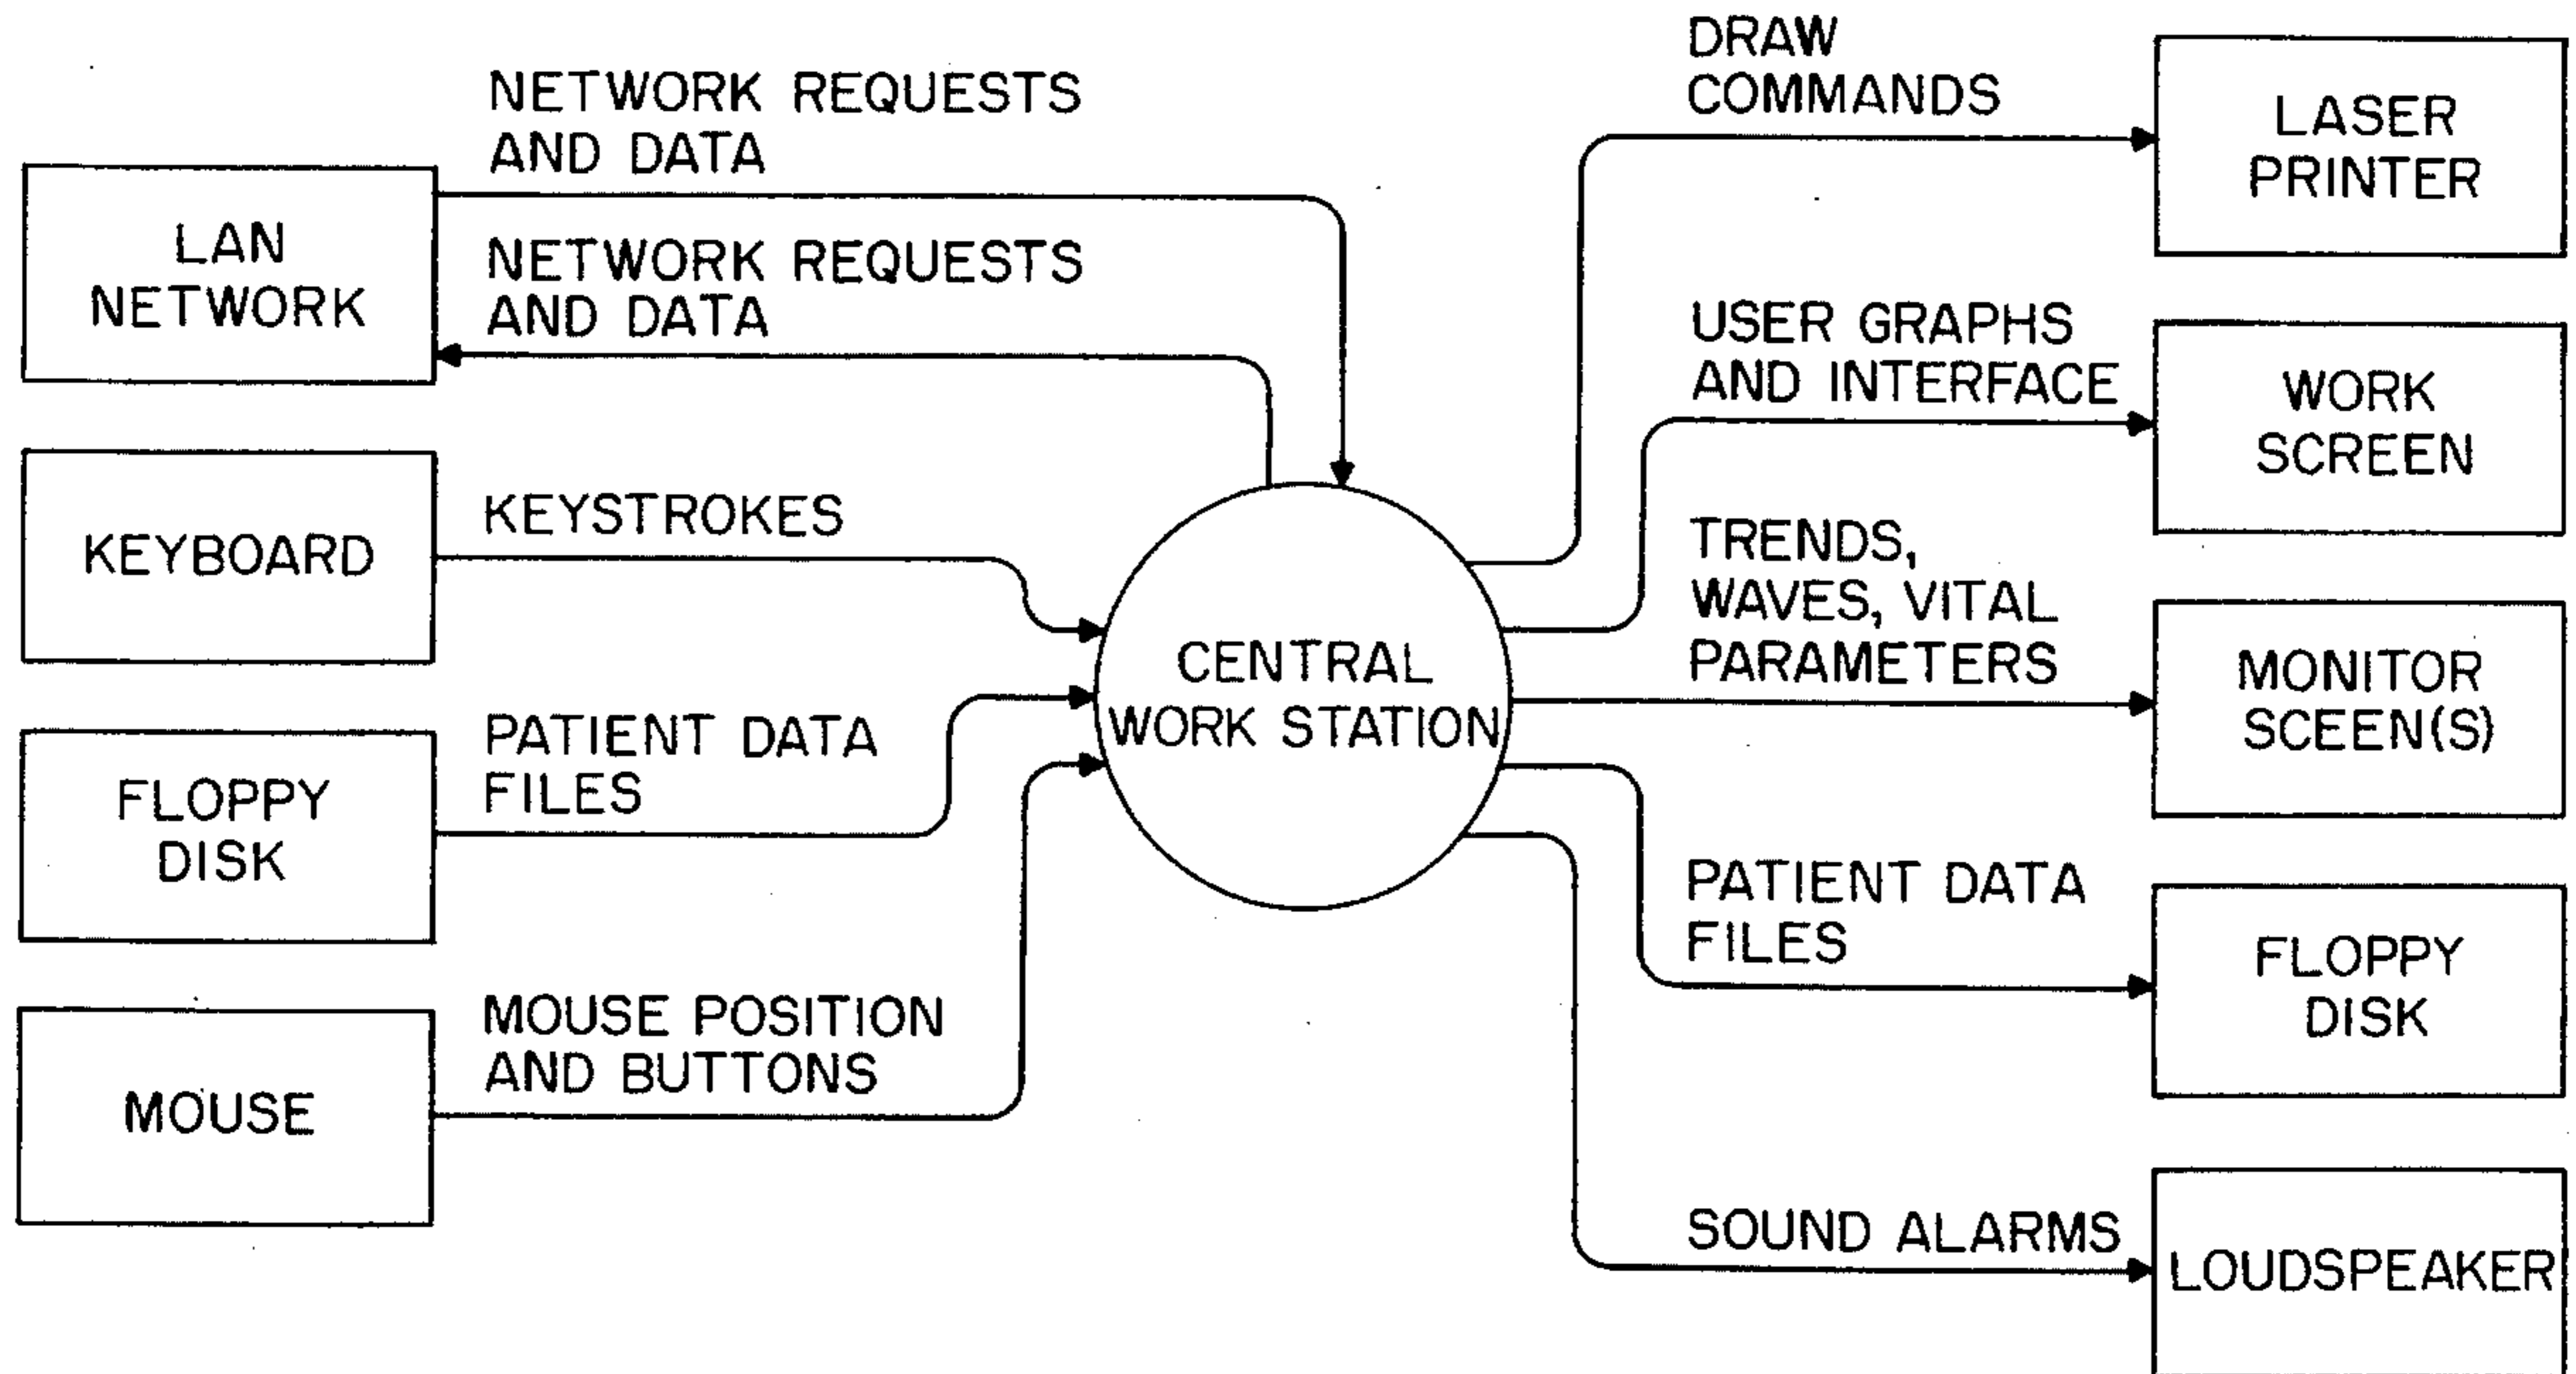 NETWORK REQUESTS
AND DATA
LAN
NETWORK
NETWORK REQUESTS
AND DATA
KEYBOARD
KEYSTROKES
FLOPPY
DISK
PATIENT DATA
FILES
MOUSE
MOUSE POSITION
AND BUTTONS
CENTRAL
WORK STATION
DRAW
COMMANDS
LASER
PRINTER
USER GRAPHS
AND INTERFACE
WORK
SCREEN
TRENDS,
WAVES, VITAL
PARAMETERS
MONITOR
SCEEN(S)
PATIENT DATA
FILES
FLOPPY
DISK
SOUND ALARMS
LOUDSPEAKER